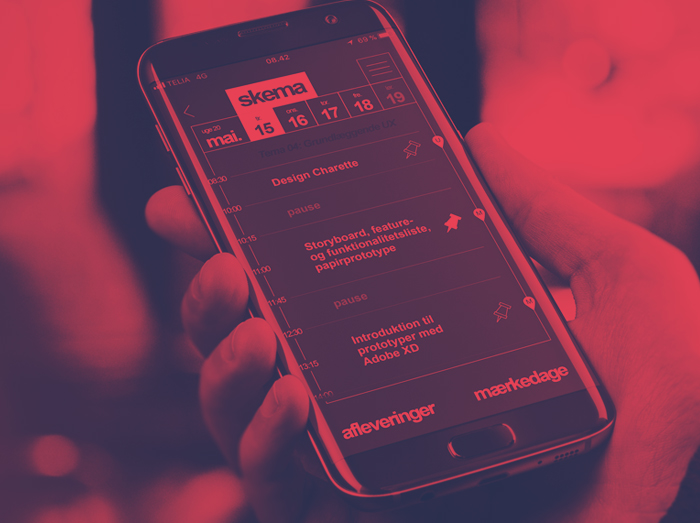 TELIA 4G
08.42
69 %
skema
uge 20
mai.
ti
15
ons
16
tor
17
fre
18
19
08:30
Design Charette
10:00
pause
10:15
Storyboard, feature-
og funktionalitetsliste,
papirprototype
11:00
11:45
pause
12:30
Introduktion til
prototyper med
Adobe XD
13:15
14:00
afleveringer
mærkedage